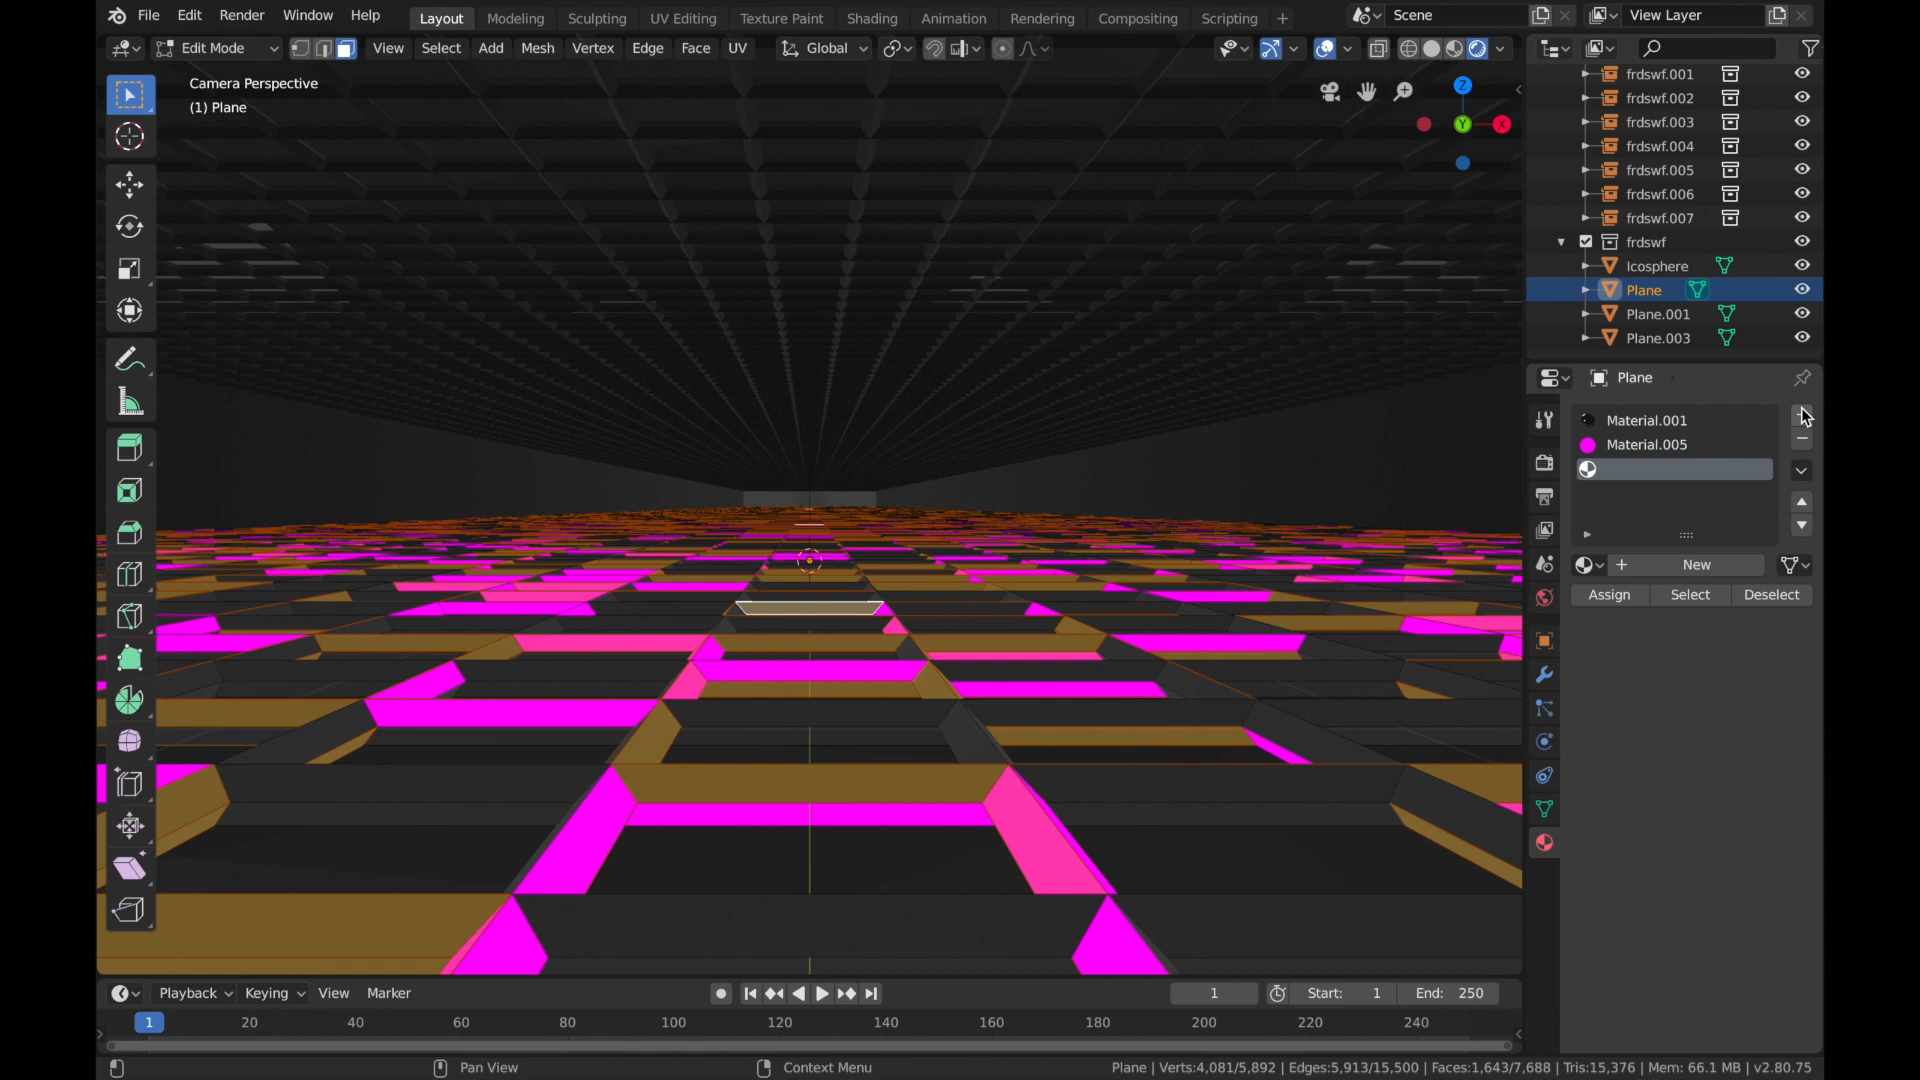 File Edit Render Window Help Layout Modeling Sculpting UV Editing Texture Paint Shading Animation Rendering Compositing Scripting + Scene View Layer
Edit Mode View Select Add Mesh Vertex Edge Face UV Global
Camera Perspective
(1) Plane
Z
Y
X
frdswf.001
frdswf.002
frdswf.003
frdswf.004
frdswf.005
frdswf.006
frdswf.007
frdswf
Icosphere
Plane
Plane.001
Plane.003
Plane
Material.001
Material.005
+ New
Assign Select Deselect
Playback Keying View Marker 1 Start: 1 End: 250
1 20 40 60 80 100 120 140 160 180 200 220 240
Pan View Context Menu Plane | Verts:4,081/5,892 | Edges:5,913/15,500 | Faces:1,643/7,688 | Tris:15,376 | Mem: 66.1 MB | v2.80.75